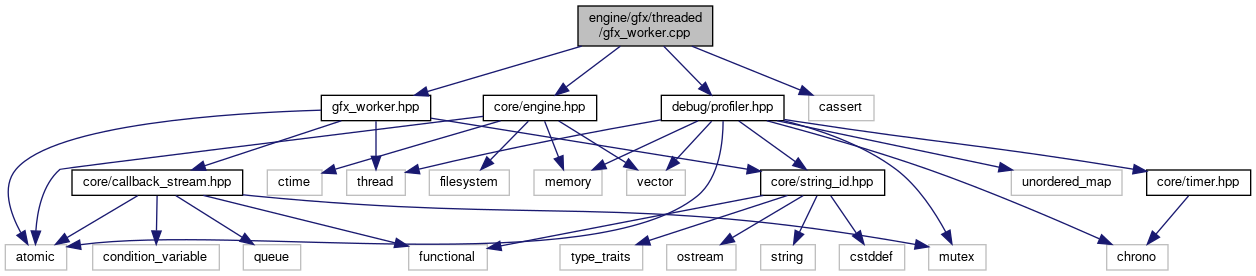 engine/gfx/threaded
/gfx_worker.cpp
gfx_worker.hpp
core/engine.hpp
debug/profiler.hpp
cassert
core/callback_stream.hpp
ctime
thread
filesystem
memory
vector
core/string_id.hpp
unordered_map
core/timer.hpp
atomic
condition_variable
queue
functional
type_traits
ostream
string
cstddef
mutex
chrono